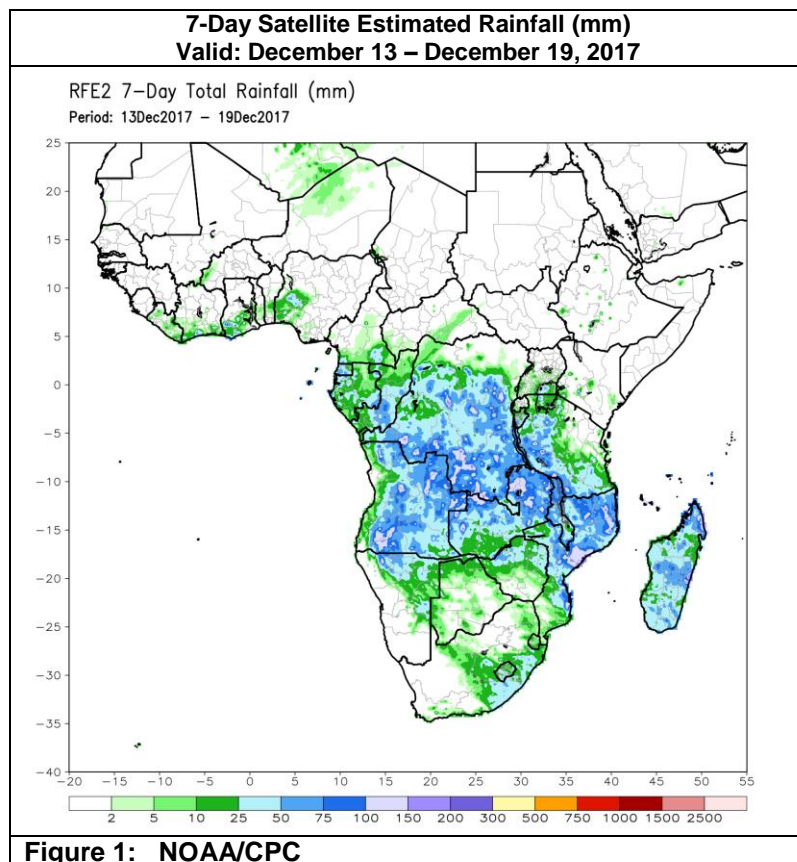 7-Day Satellite Estimated Rainfall (mm)
Valid: December 13 – December 19, 2017
RFE2 7-Day Total Rainfall (mm)
Period: 13Dec2017 – 19Dec2017
25
20
15
10
5
0
-5
-10
-15
-20
-25
-30
-35
-40
-20 -15 -10 -5 0 5 10 15 20 25 30 35 40 45 50 55
2 5 10 25 50 75 100 150 200 300 500 750 1000 1500 2500
Figure 1: NOAA/CPC